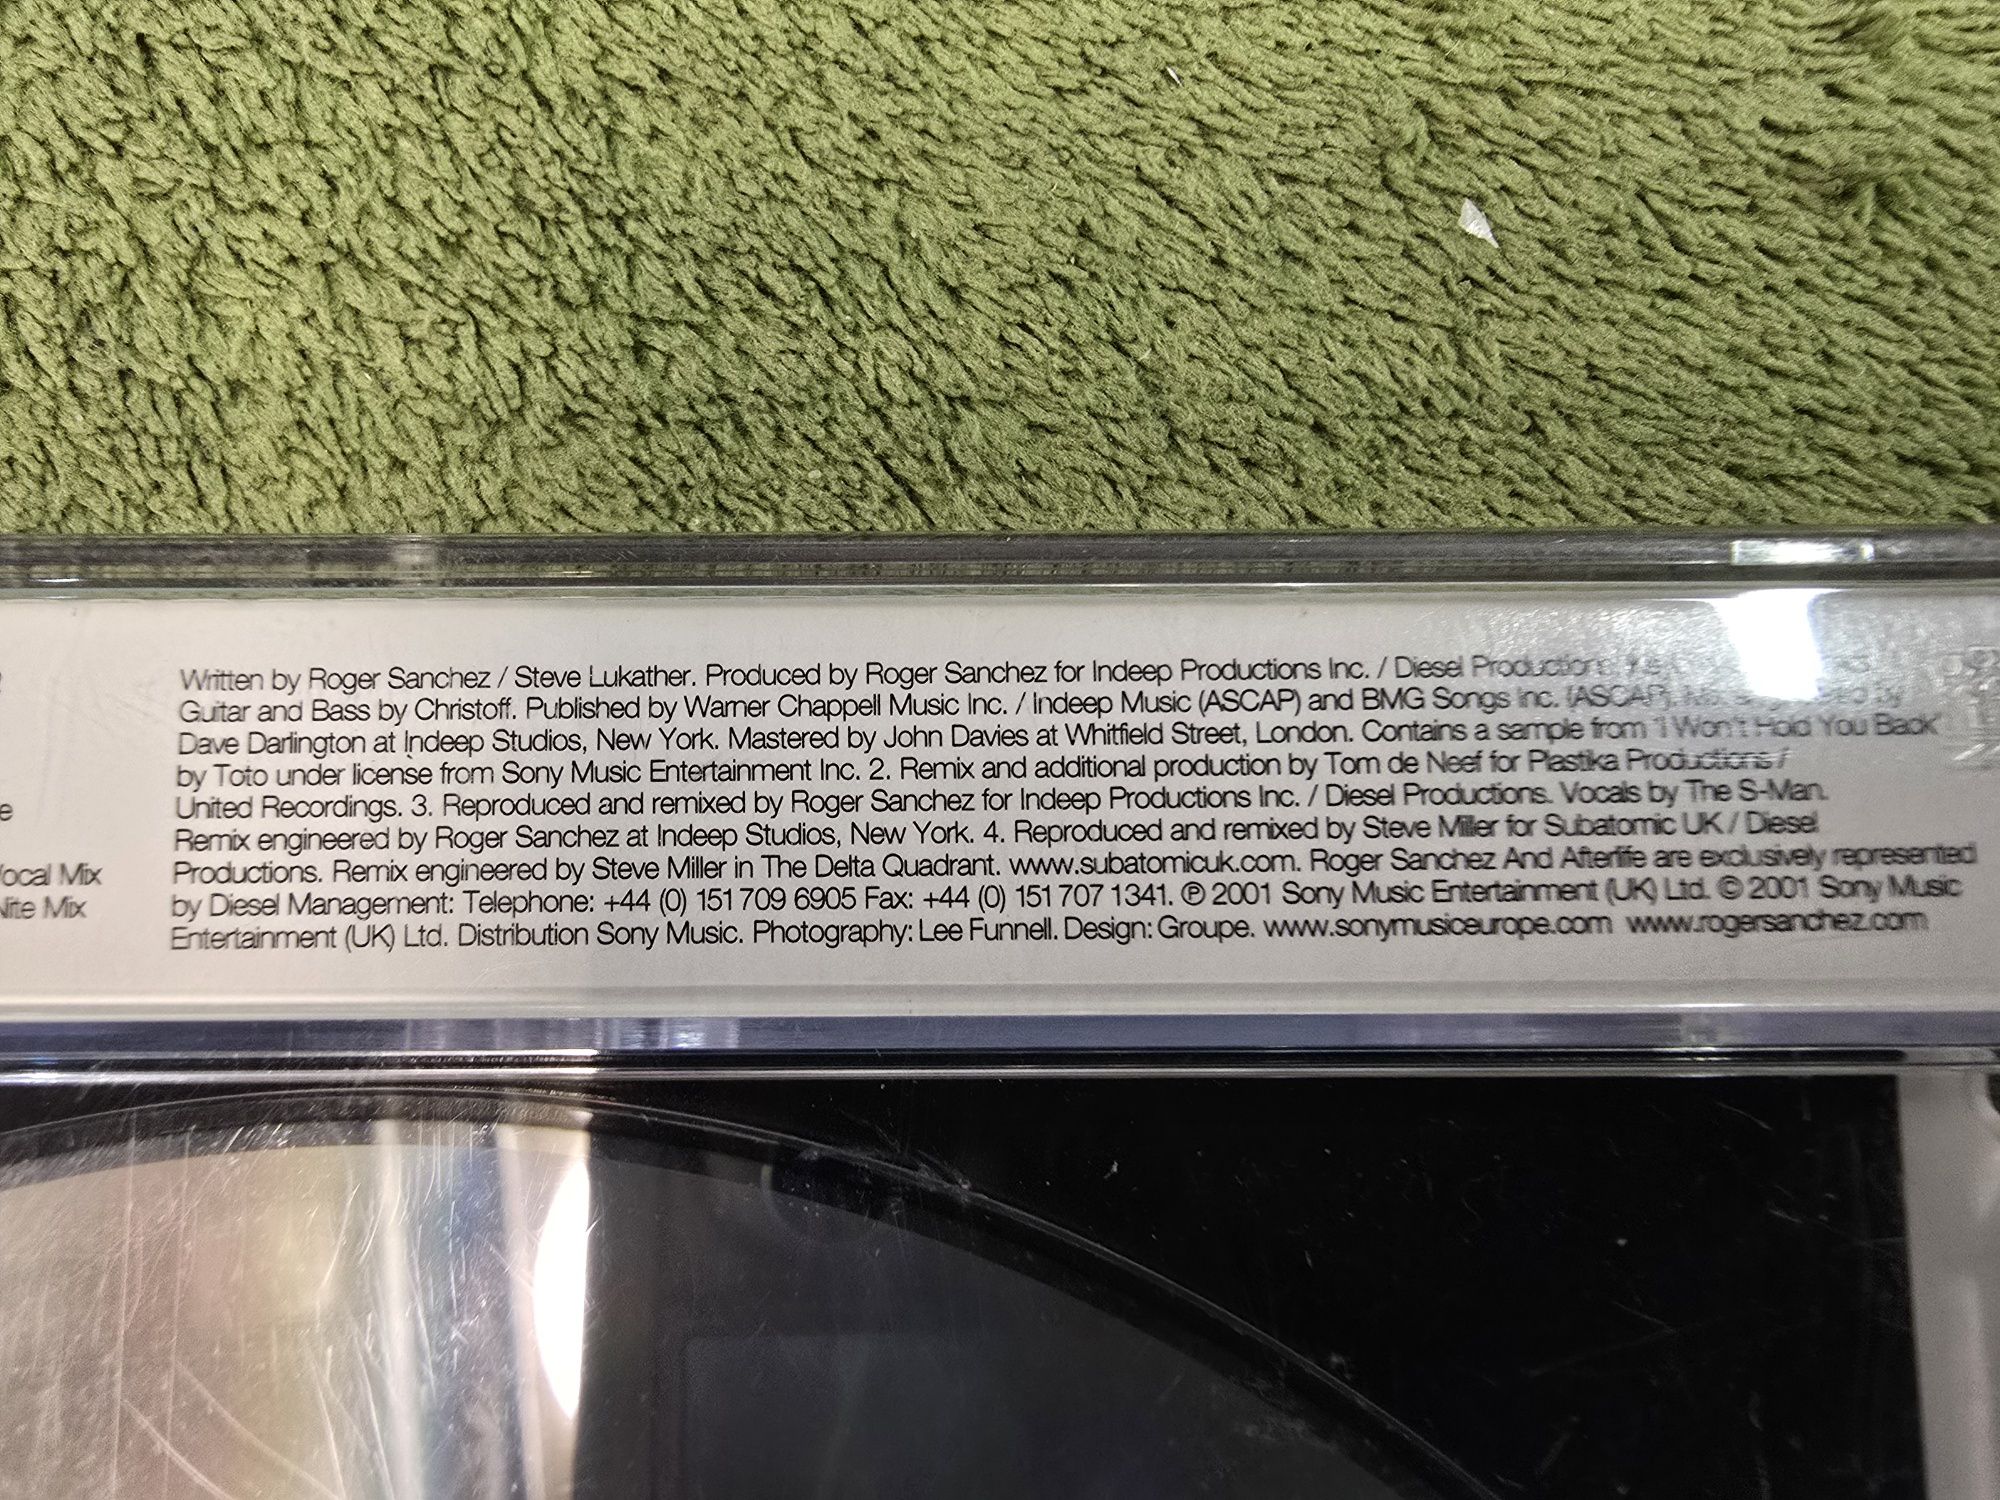 Written by Roger Sanchez / Steve Lukather. Produced by Roger Sanchez for Indeep Productions Inc. / Diesel Productions.
Guitar and Bass by Christoff. Published by Warner Chappell Music Inc. / Indeep Music (ASCAP) and BMG Songs Inc. (ASCAP). by
Dave Darlington at Indeep Studios, New York. Mastered by John Davies at Whitfield Street, London. Contains a sample from 'I Won't Hold You Back'
by Toto under license from Sony Music Entertainment Inc. 2. Remix and additional production by Tom de Neef for Plastika Productions /
United Recordings. 3. Reproduced and remixed by Roger Sanchez for Indeep Productions Inc. / Diesel Productions. Vocals by The S-Man.
Remix engineered by Roger Sanchez at Indeep Studios, New York. 4. Reproduced and remixed by Steve Miller for Subatomic UK / Diesel
Productions. Remix engineered by Steve Miller in The Delta Quadrant. www.subatomicuk.com. Roger Sanchez And Afterlife are exclusively represented
by Diesel Management: Telephone: +44 (0) 151 709 6905 Fax: +44 (0) 151 707 1341. ℗ 2001 Sony Music Entertainment (UK) Ltd. © 2001 Sony Music
Entertainment (UK) Ltd. Distribution Sony Music. Photography: Lee Funnell. Design: Groupe. www.sonymusiceurope.com www.rogersanchez.com
ocal Mix
Nite Mix